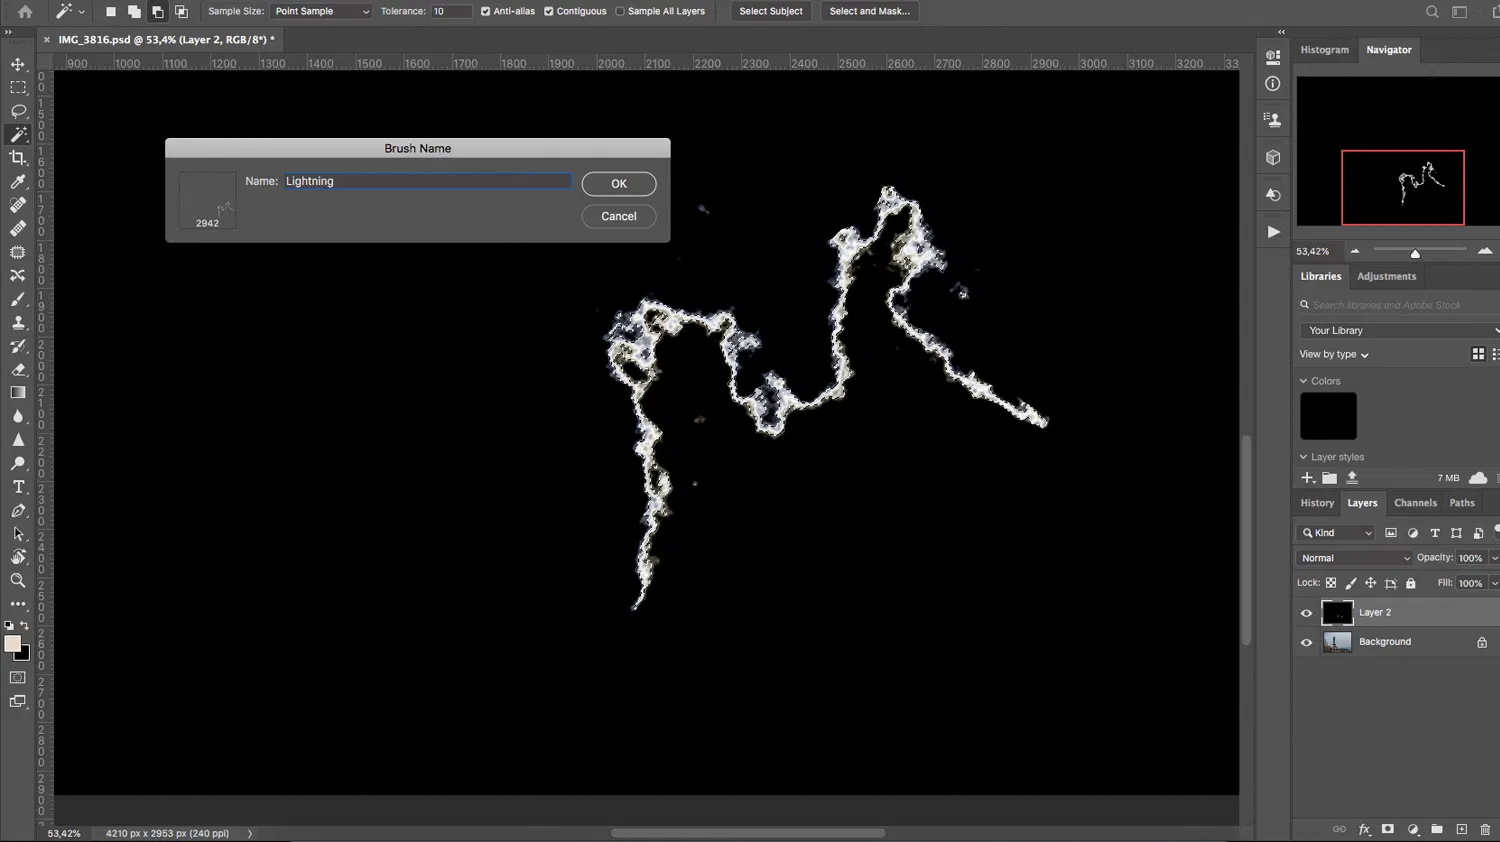 Sample Size: Point Sample Tolerance: 10 Anti-alias Contiguous Sample All Layers Select Subject Select and Mask...
× IMG_3816.psd @ 53,4% (Layer 2, RGB/8*) *
900 1000 1100 1200 1300 1400 1500 1600 1700 1800 1900 2000 2100 2200 2300 2400 2500 2600 2700 2800 2900 3000 3100 3200 33
Histogram Navigator
Brush Name
Name: Lightning
OK
Cancel
2942
53,42%
Libraries Adjustments
Search libraries and Adobe Stock
Your Library
View by type
Colors
Layer styles
7 MB
History Layers Channels Paths
Kind
Normal Opacity: 100%
Lock: Fill: 100%
Layer 2
Background
53,42% 4210 px x 2953 px (240 ppi)